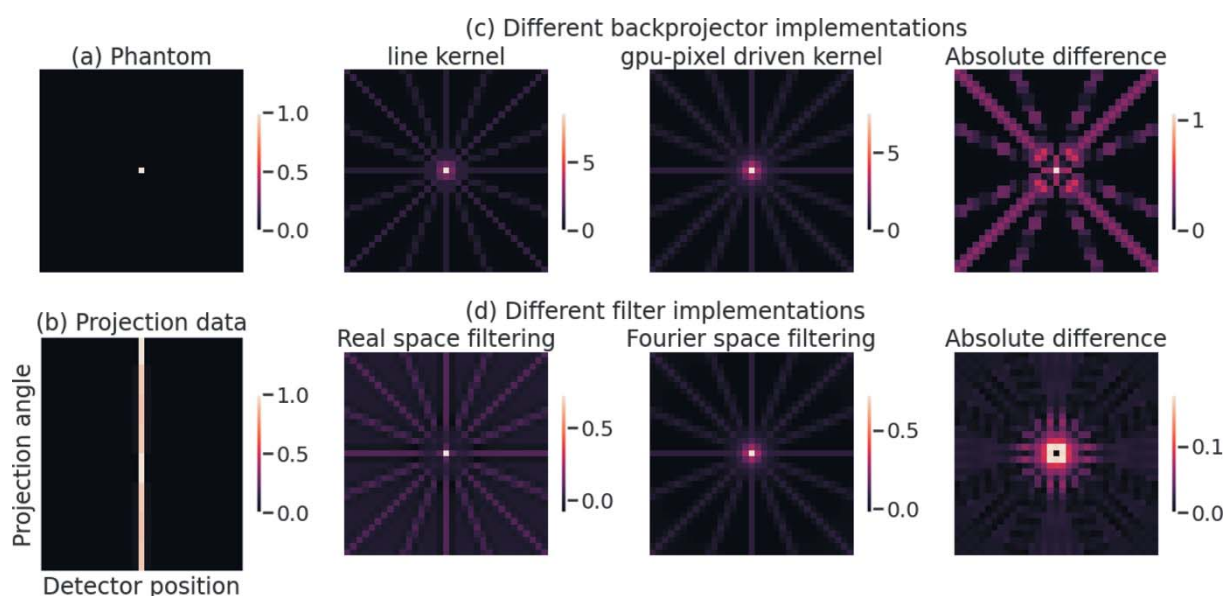 (c) Different backprojector implementations
(a) Phantom
line kernel
gpu-pixel driven kernel
Absolute difference
1.0
0.5
0.0
5
0
5
0
1
0
(d) Different filter implementations
(b) Projection data
Real space filtering
Fourier space filtering
Absolute difference
Projection angle
1.0
0.5
0.0
0.5
0.0
0.5
0.0
0.1
0.0
Detector position